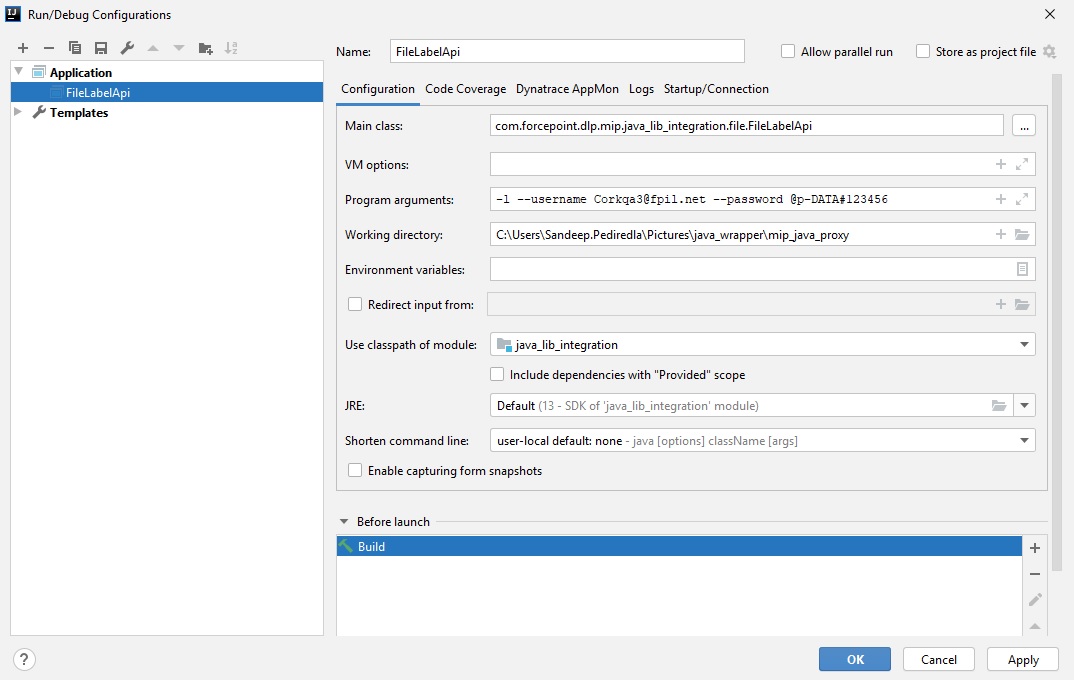 Run/Debug Configurations
Name: FileLabelApi Allow parallel run Store as project file
Application
FileLabelApi
Templates
Configuration Code Coverage Dynatrace AppMon Logs Startup/Connection
Main class: com.forcepoint.dlp.mip.java_lib_integration.file.FileLabelApi ...
VM options:
Program arguments: -l --username Corkqa3@fpil.net --password @p-DATA#123456
Working directory: C:\Users\Sandeep.Pediredla\Pictures\java_wrapper\mip_java_proxy
Environment variables:
Redirect input from:
Use classpath of module: java_lib_integration
Include dependencies with "Provided" scope
JRE: Default (13 - SDK of 'java_lib_integration' module)
Shorten command line: user-local default: none - java [options] className [args]
Enable capturing form snapshots
Before launch
Build
? OK Cancel Apply